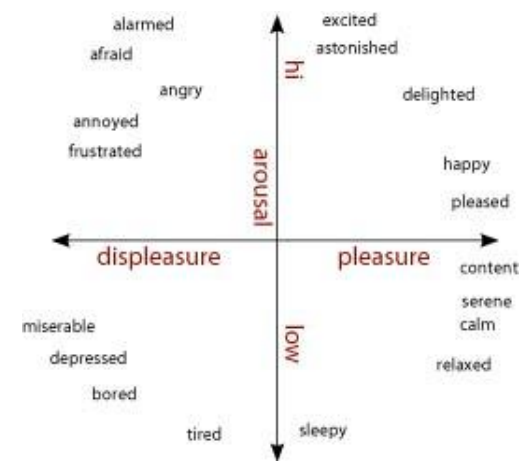 alarmed
excited
afraid
astonished
hi
angry
delighted
annoyed
frustrated
happy
arousal
pleased
displeasure
pleasure
content
serene
miserable
calm
low
depressed
relaxed
bored
tired
sleepy